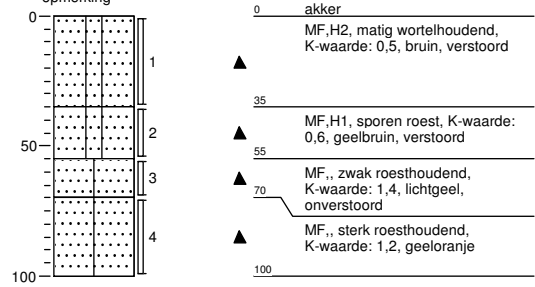 opmerking
0
50
100
1
2
3
4
0 akker
MF,H2, matig wortelhoudend,
K-waarde: 0,5, bruin, verstoord
35
MF,H1, sporen roest, K-waarde:
0,6, geelbruin, verstoord
55
MF,, zwak roesthoudend,
K-waarde: 1,4, lichtgeel,
onverstoord
70
MF,, sterk roesthoudend,
K-waarde: 1,2, geeloranje
100